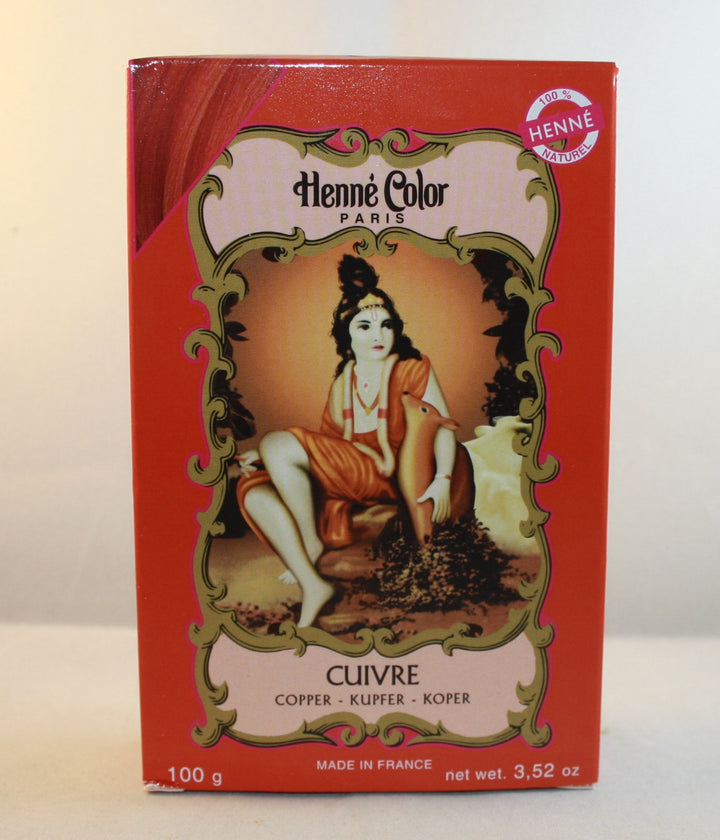 100 %
HENNÉ
NATUREL
Henné Color
PARIS
CUIVRE
COPPER - KUPFER - KOPER
MADE IN FRANCE
100 g
net wet. 3,52 oz